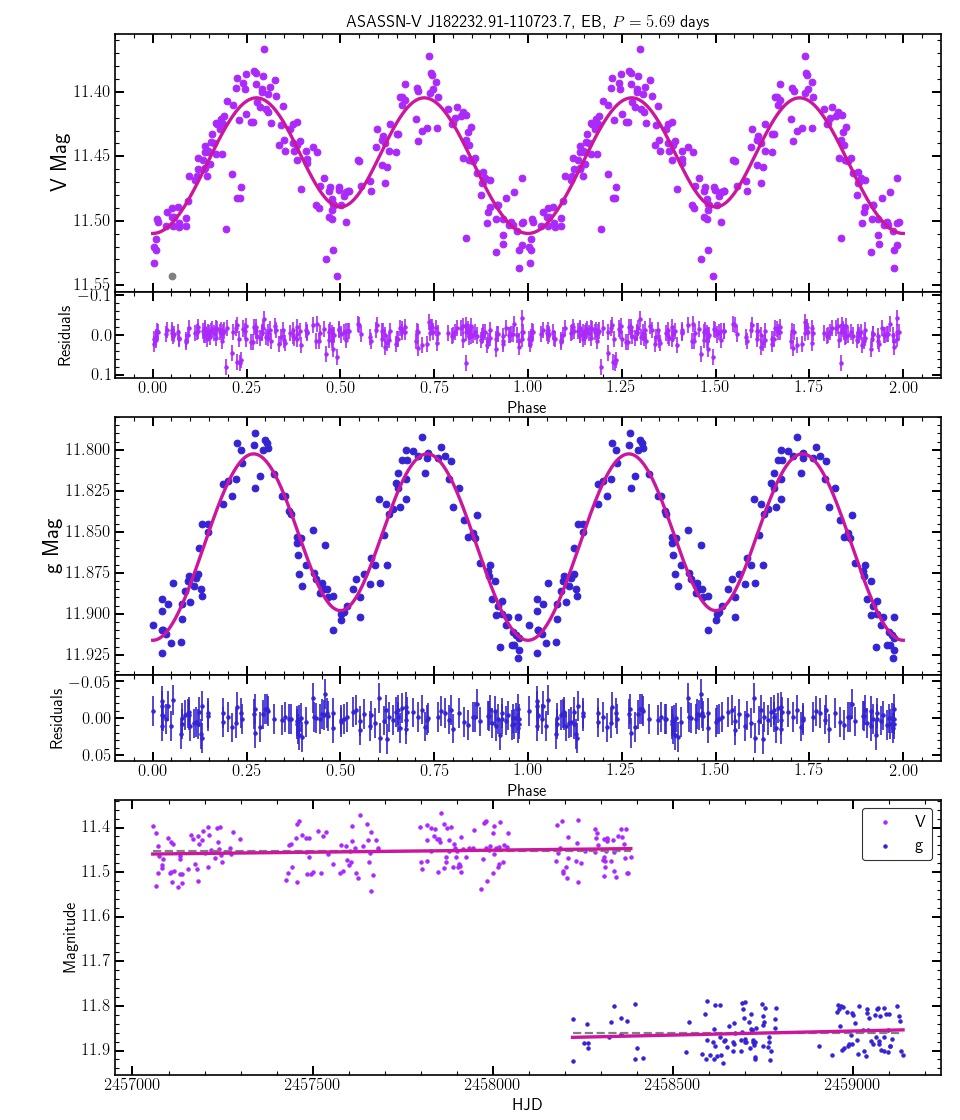 ASASSN-V J182232.91-110723.7, EB, P = 5.69 days
11.40
11.45
11.50
11.55
V Mag
−0.1
0.0
0.1
Residuals
0.00 0.25 0.50 0.75 1.00 1.25 1.50 1.75 2.00
Phase
11.800
11.825
11.850
11.875
11.900
11.925
g Mag
−0.05
0.00
0.05
Residuals
0.00 0.25 0.50 0.75 1.00 1.25 1.50 1.75 2.00
Phase
V
g
11.4
11.5
11.6
11.7
11.8
11.9
Magnitude
2457000 2457500 2458000 2458500 2459000
HJD